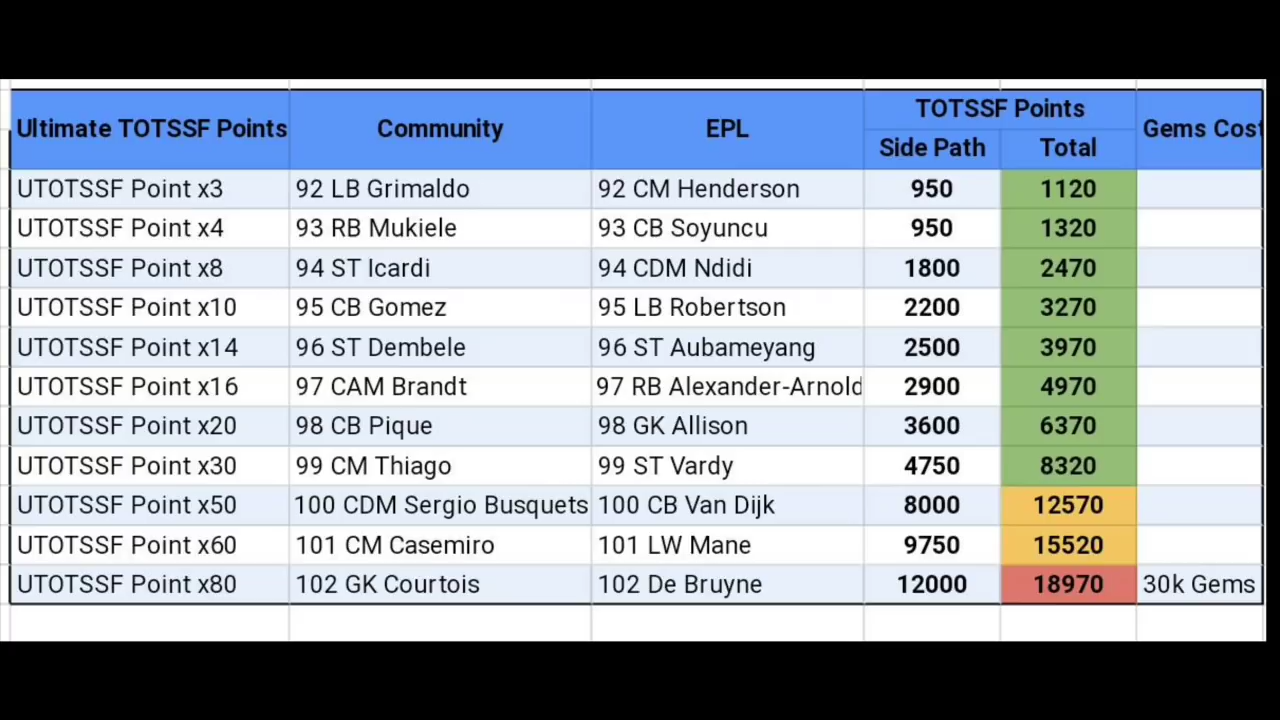 Ultimate TOTSSF Points Community EPL TOTSSF Points Gems Cost
Side Path Total
UTOTSSF Point x3 92 LB Grimaldo 92 CM Henderson 950 1120
UTOTSSF Point x4 93 RB Mukiele 93 CB Soyuncu 950 1320
UTOTSSF Point x8 94 ST Icardi 94 CDM Ndidi 1800 2470
UTOTSSF Point x10 95 CB Gomez 95 LB Robertson 2200 3270
UTOTSSF Point x14 96 ST Dembele 96 ST Aubameyang 2500 3970
UTOTSSF Point x16 97 CAM Brandt 97 RB Alexander-Arnold 2900 4970
UTOTSSF Point x20 98 CB Pique 98 GK Allison 3600 6370
UTOTSSF Point x30 99 CM Thiago 99 ST Vardy 4750 8320
UTOTSSF Point x50 100 CDM Sergio Busquets 100 CB Van Dijk 8000 12570
UTOTSSF Point x60 101 CM Casemiro 101 LW Mane 9750 15520
UTOTSSF Point x80 102 GK Courtois 102 De Bruyne 12000 18970 30k Gems